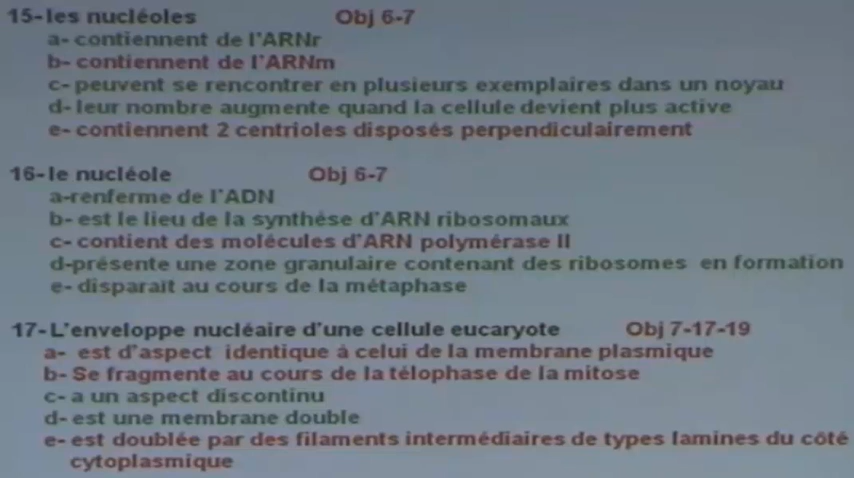 15-les nucléoles Obj 6-7
a- contiennent de l'ARNr
b- contiennent de l'ARNm
c- peuvent se rencontrer en plusieurs exemplaires dans un noyau
d- leur nombre augmente quand la cellule devient plus active
e- contiennent 2 centrioles disposés perpendiculairement
16-le nucléole Obj 6-7
a-renferme de l'ADN
b- est le lieu de la synthèse d'ARN ribosomaux
c- contient des molécules d'ARN polymérase II
d-présente une zone granulaire contenant des ribosomes en formation
e- disparaît au cours de la métaphase
17-L'enveloppe nucléaire d'une cellule eucaryote Obj 7-17-19
a- est d'aspect identique à celui de la membrane plasmique
b- Se fragmente au cours de la télophase de la mitose
c- a un aspect discontinu
d- est une membrane double
e- est doublée par des filaments intermédiaires de types lamines du côté
cytoplasmique